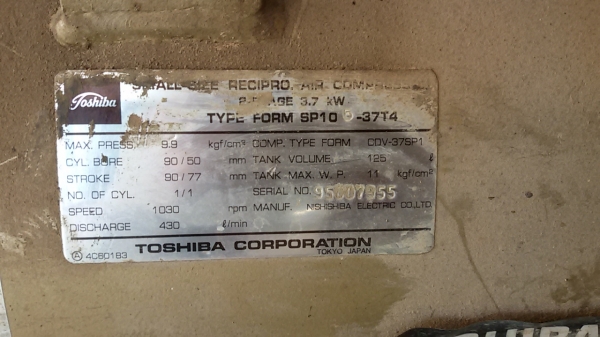 Toshiba
SMALL-SIZE RECIPRO. AIR COMPRESSOR
PACKAGE 3.7 kW
TYPE FORM SP10 -37T4
MAX. PRESS. 9.9 kgf/cm² COMP. TYPE FORM CDV-37SP1
CYL. BORE 90/50 mm TANK VOLUME 125 ℓ
STROKE 90/77 mm TANK MAX. W. P. 11 kgf/cm²
NO. OF CYL. 1/1 SERIAL NO.
SPEED 1030 rpm MANUF. NISHISHIBA ELECTRIC CO.,LTD.
DISCHARGE 430 ℓ/min
TOSHIBA CORPORATION
TOKYO JAPAN
Ⓐ 4C60183